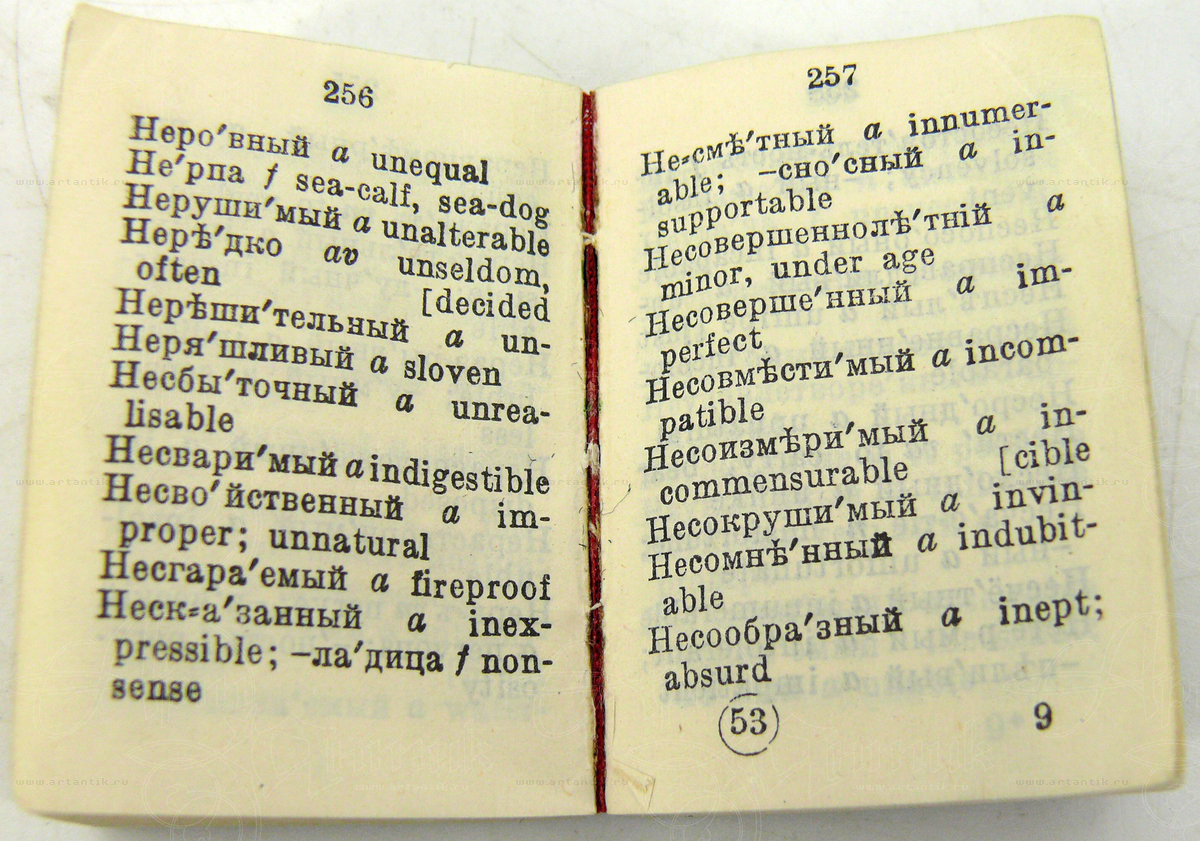 256
Неро′вный a unequal
Не′рпа f sea-calf, sea-dog
Неруши′мый a unalterable
Нерѣ′дко av unseldom,
often [decided
Нерѣши′тельный a un-
Неря′шливый a sloven
Несбы′точный a unrea-
lisable
Несвари′мый a indigestible
Несво′йственный a im-
proper; unnatural
Несгара′емый a fireproof
Неск=а′занный a inex-
pressible; –ла′дица f non-
sense
257
Не=смѣ′тный a innumer-
able; –сно′сный a in-
supportable
Несовершеннолѣ′тній a
minor, under age
Несоверше′нный a im-
perfect
Несовмѣсти′мый a incom-
patible
Несоизмѣри′мый a in-
commensurable [cible
Несокруши′мый a invin-
Несомнѣ′нный a indubit-
able
Несообра′зный a inept;
absurd
53 9
www.artantik.ru